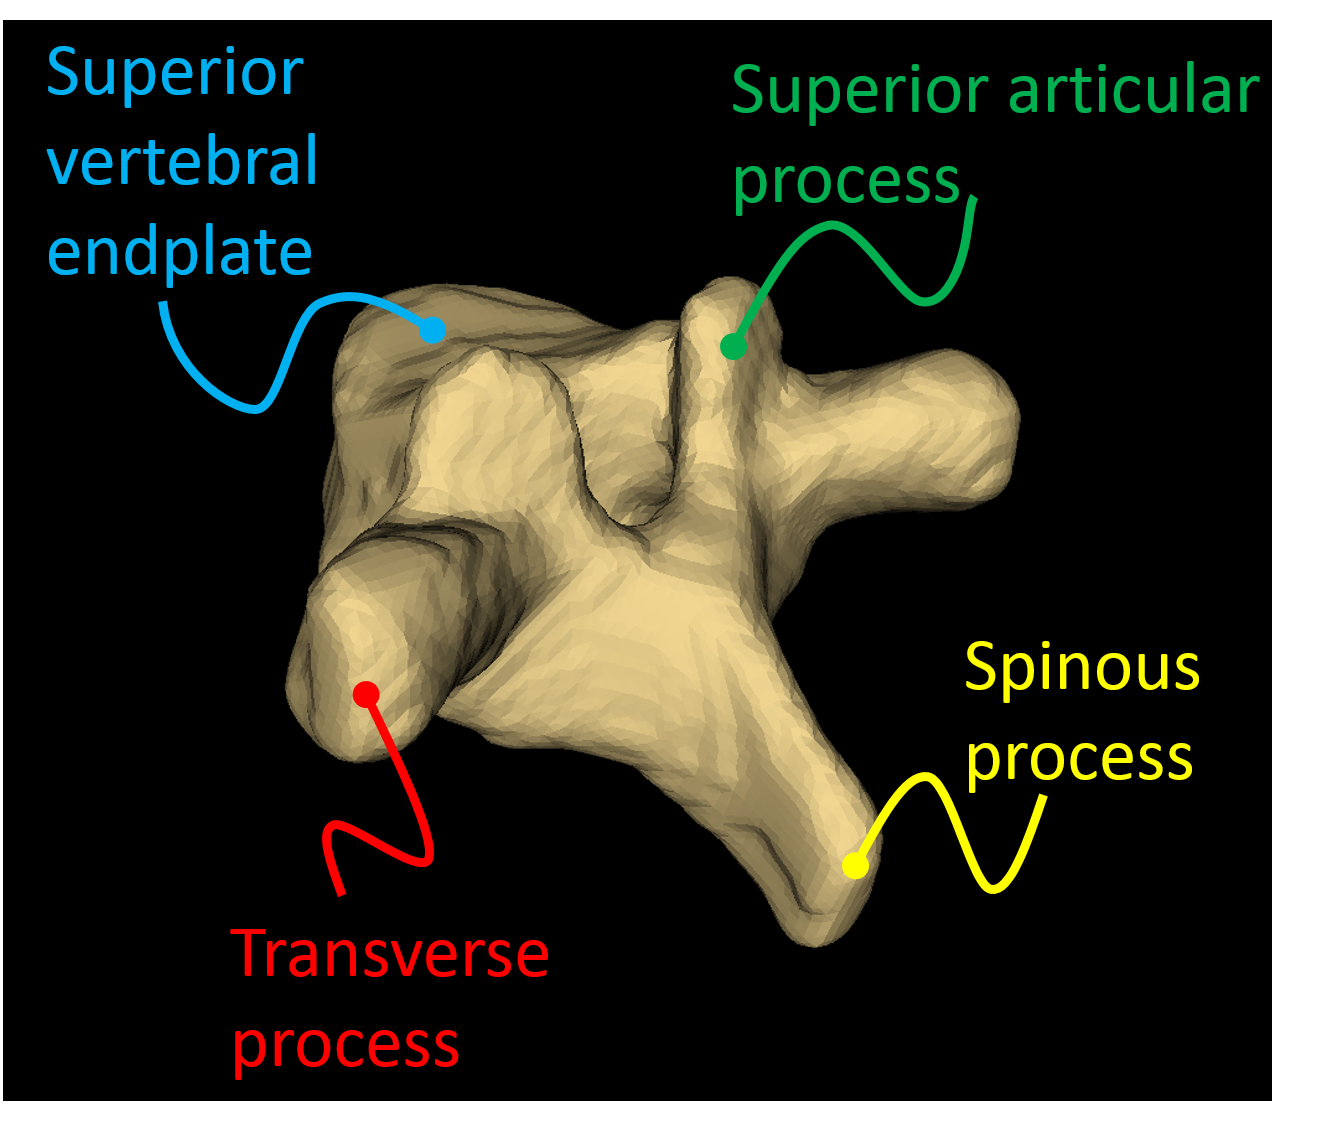 Superior
vertebral
endplate
Superior articular
process
Spinous
process
Transverse
process